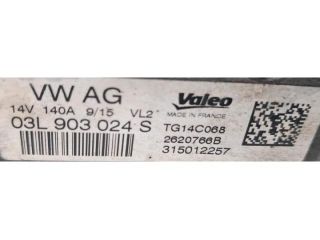 VW AG
14V 140A 9/15 VL2
03L 903 024 S
Valeo
MADE IN FRANCE
TG14C068
2620766B
315012257